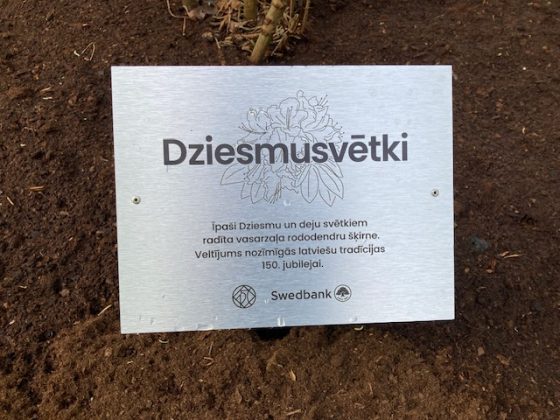 Dziesmusvētki
Īpaši Dziesmu un deju svētkiem
radīta vasarzaļa rododendru šķirne.
Veltījums nozīmīgās latviešu tradīcijas
150. jubilejai.
Swedbank